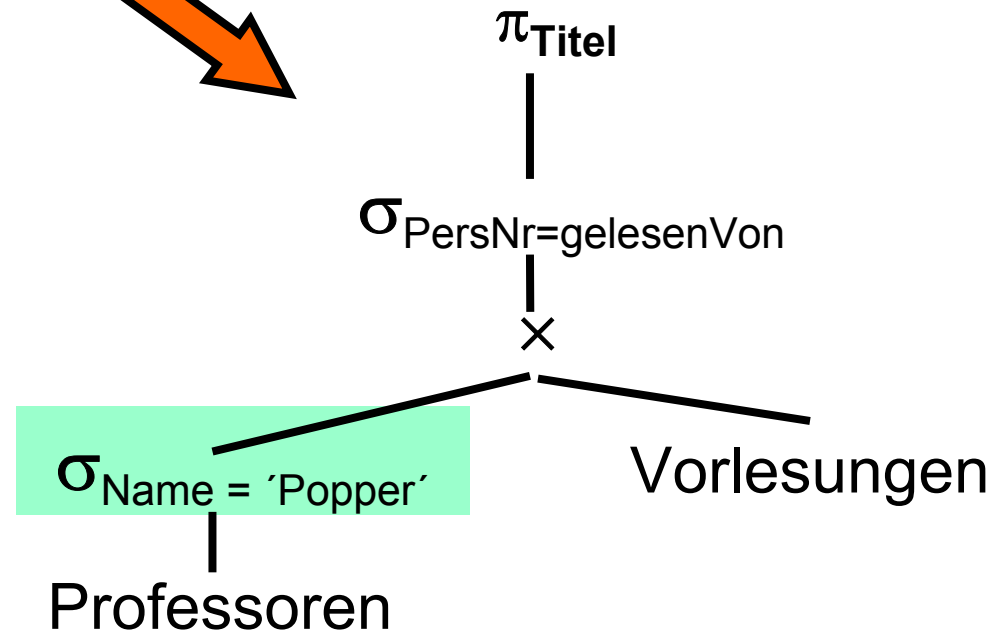 πTitel
σPersNr=gelesenVon
×
σName = ´Popper´
Vorlesungen
Professoren